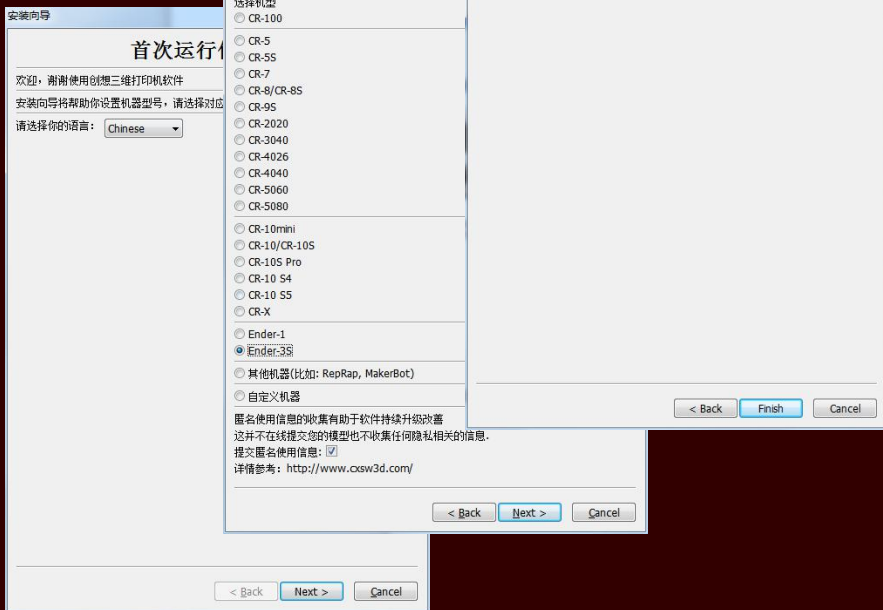 安装向导
首次运行
欢迎，谢谢使用创想三维打印机软件
安装向导将帮助你设置机器型号，请选择对应
请选择你的语言：
Chinese
< Back
Next >
Cancel
选择机型
CR-100
CR-5
CR-5S
CR-7
CR-8/CR-8S
CR-9S
CR-2020
CR-3040
CR-4026
CR-4040
CR-5060
CR-5080
CR-10mini
CR-10/CR-10S
CR-10S Pro
CR-10 S4
CR-10 S5
CR-X
Ender-1
Ender-3S
其他机器(比如: RepRap, MakerBot)
自定义机器
匿名使用信息的收集有助于软件持续升级改善
这并不在线提交您的模型也不收集任何隐私相关的信息.
提交匿名使用信息:
详情参考：http://www.cxsw3d.com/
< Back
Next >
Cancel
< Back
Finish
Cancel